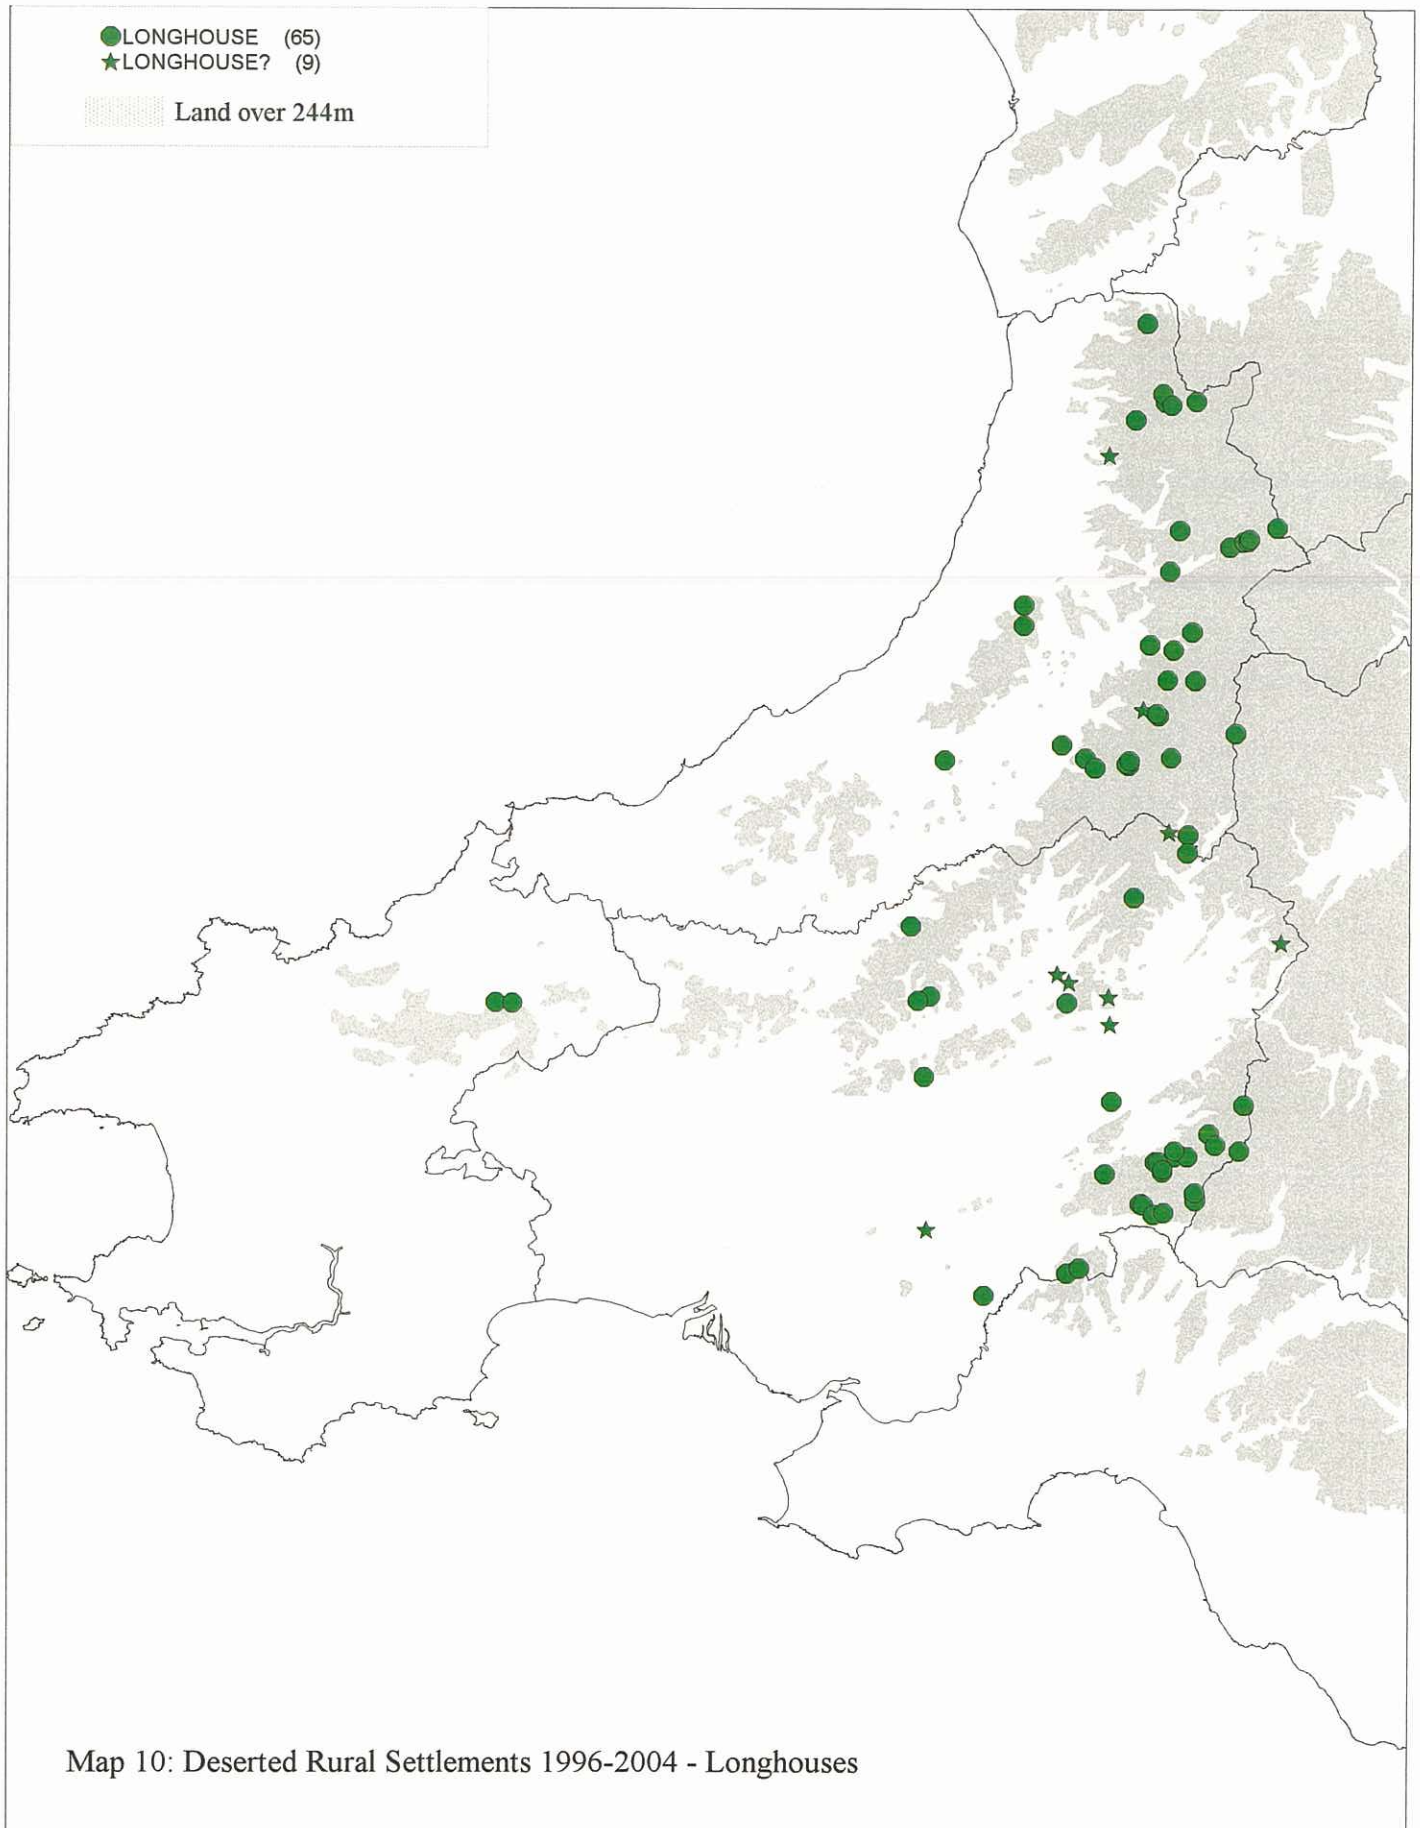 LONGHOUSE (65)
LONGHOUSE? (9)
Land over 244m
Map 10: Deserted Rural Settlements 1996-2004 - Longhouses